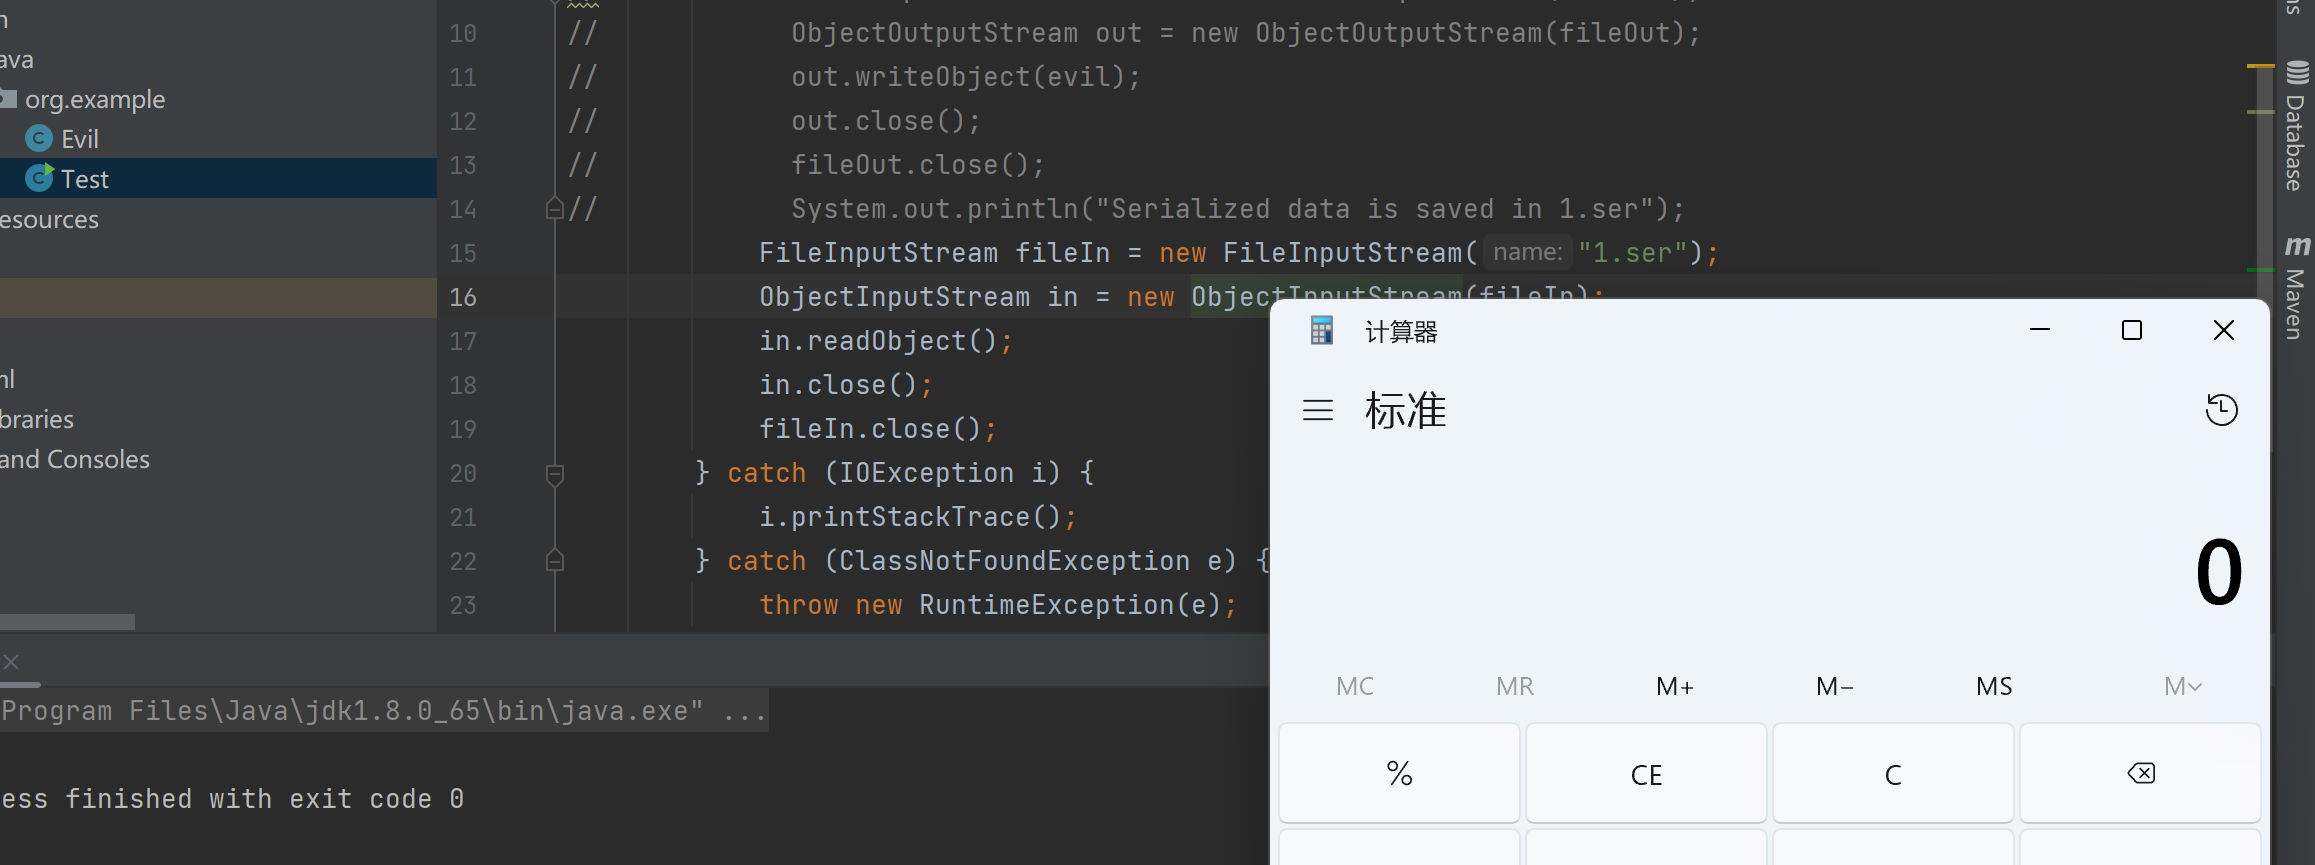 n
ava
org.example
Evil
Test
esources
ml
braries
and Consoles
10 // ObjectOutputStream out = new ObjectOutputStream(fileOut);
11 // out.writeObject(evil);
12 // out.close();
13 // fileOut.close();
14 // System.out.println("Serialized data is saved in 1.ser");
15 FileInputStream fileIn = new FileInputStream( name: "1.ser");
16 ObjectInputStream in = new ObjectInputStream(fileIn);
17 in.readObject();
18 in.close();
19 fileIn.close();
20 } catch (IOException i) {
21 i.printStackTrace();
22 } catch (ClassNotFoundException e) {
23 throw new RuntimeException(e);
ns
Database
m Maven
Program Files\Java\jdk1.8.0_65\bin\java.exe" ...
ess finished with exit code 0
计算器
标准
0
MC MR M+ M− MS M
% CE C